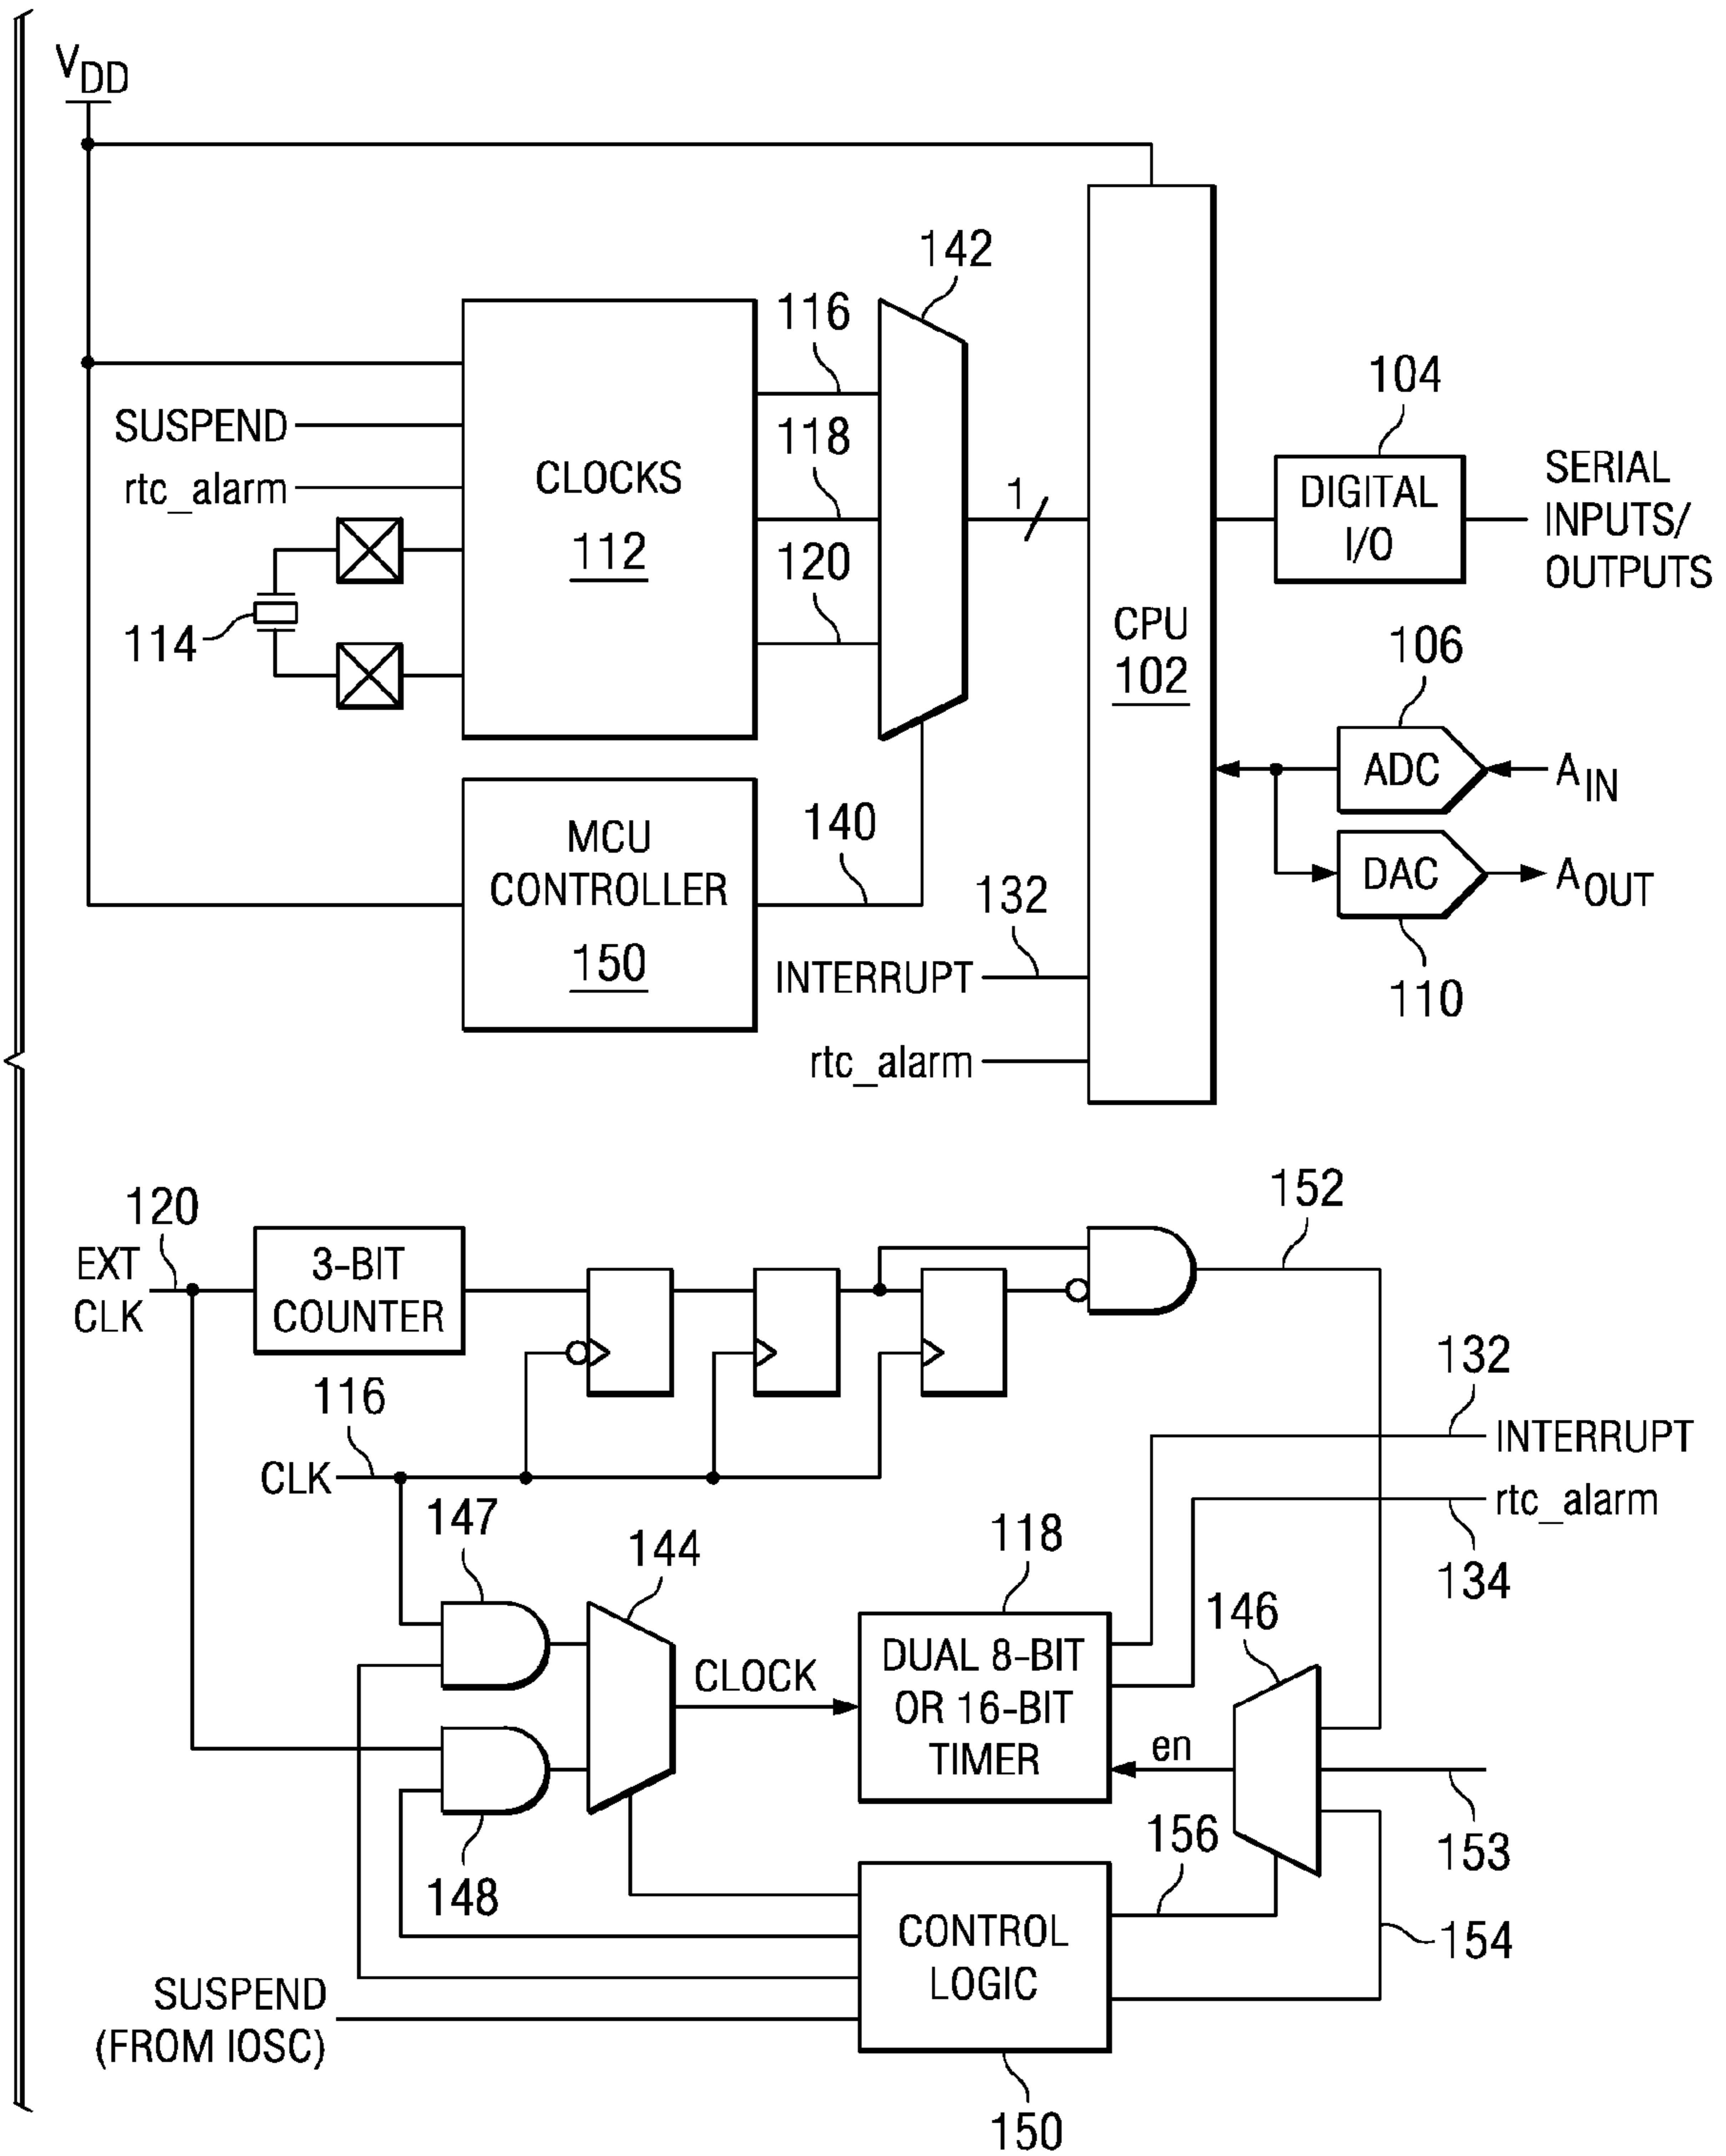 VDD
142
116
104
SUSPEND
118
SERIAL
rtc_alarm
CLOCKS
1
DIGITAL
INPUTS/
112
120
I/O
OUTPUTS
114
CPU
106
102
ADC
AIN
MCU
140
CONTROLLER
132
DAC
AOUT
150
INTERRUPT
110
rtc_alarm
120
152
EXT
3-BIT
CLK
COUNTER
132
116
INTERRUPT
CLK
147
rtc_alarm
144
118
134
146
DUAL 8-BIT
CLOCK
OR 16-BIT
TIMER
en
156
153
148
CONTROL
154
LOGIC
SUSPEND
(FROM IOSC)
150